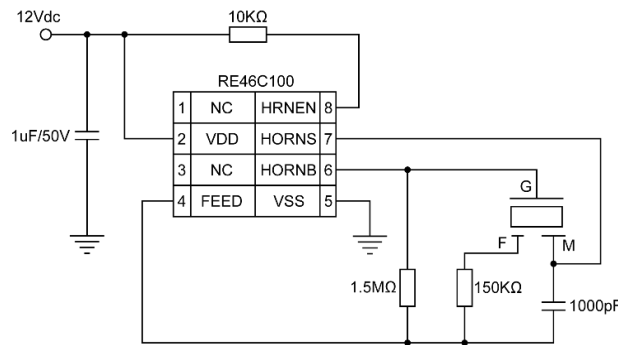 12Vdc
10KΩ
RE46C100
1 NC HRNEN 8
2 VDD HORNS 7
3 NC HORNB 6
4 FEED VSS 5
1uF/50V
G
F
M
1.5MΩ
150KΩ
1000pF